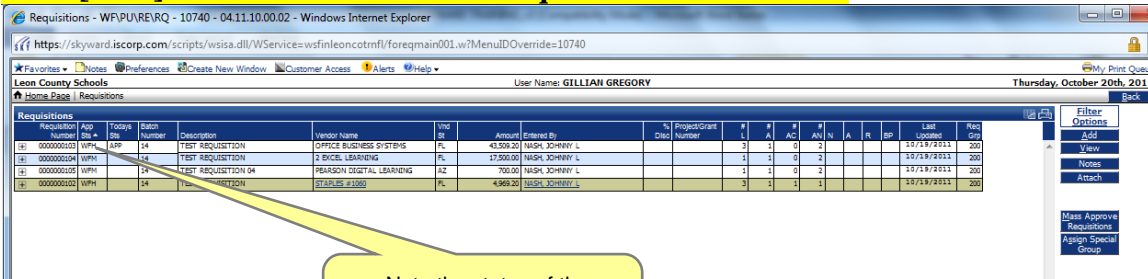 Requisitions - WF\PU\RE\RQ - 10740 - 04.11.10.00.02 - Windows Internet Explorer
https://skyward.iscorp.com/scripts/wsisa.dll/WService=wsfinleoncotrnfl/foreqmain001.w?MenuIDOverride=10740
Favorites Notes Preferences Create New Window Customer Access Alerts Help My Print Queu
Leon County Schools User Name: GILLIAN GREGORY Thursday, October 20th, 201
Home Page Requisitions Back
Requisitions
Requisition Number App Sts Todays Sts Batch Number Description Vendor Name Vnd St Amount Entered By % Disc Project/Grant Number # L # A # AC # AN N A R BP Last Updated Req Grp
0000000103 WFH APP 14 TEST REQUISITION OFFICE BUSINESS SYSTEMS FL 43,509.20 NASH, JOHNNY L 3 1 0 2 10/19/2011 200
0000000104 WFM 14 TEST REQUISITION 2 EXCEL LEARNING FL 17,500.00 NASH, JOHNNY L 1 1 0 2 10/19/2011 200
0000000105 WFM 14 TEST REQUISITION 04 PEARSON DIGITAL LEARNING AZ 700.00 NASH, JOHNNY L 1 1 0 2 10/19/2011 200
0000000102 WFH 14 STAPLES #1060 FL 4,969.20 NASH, JOHNNY L 3 1 1 1 10/19/2011 200
Filter
Options
Add
View
Notes
Attach
Mass Approve
Requisitions
Assign Special
Group
Note the status of the